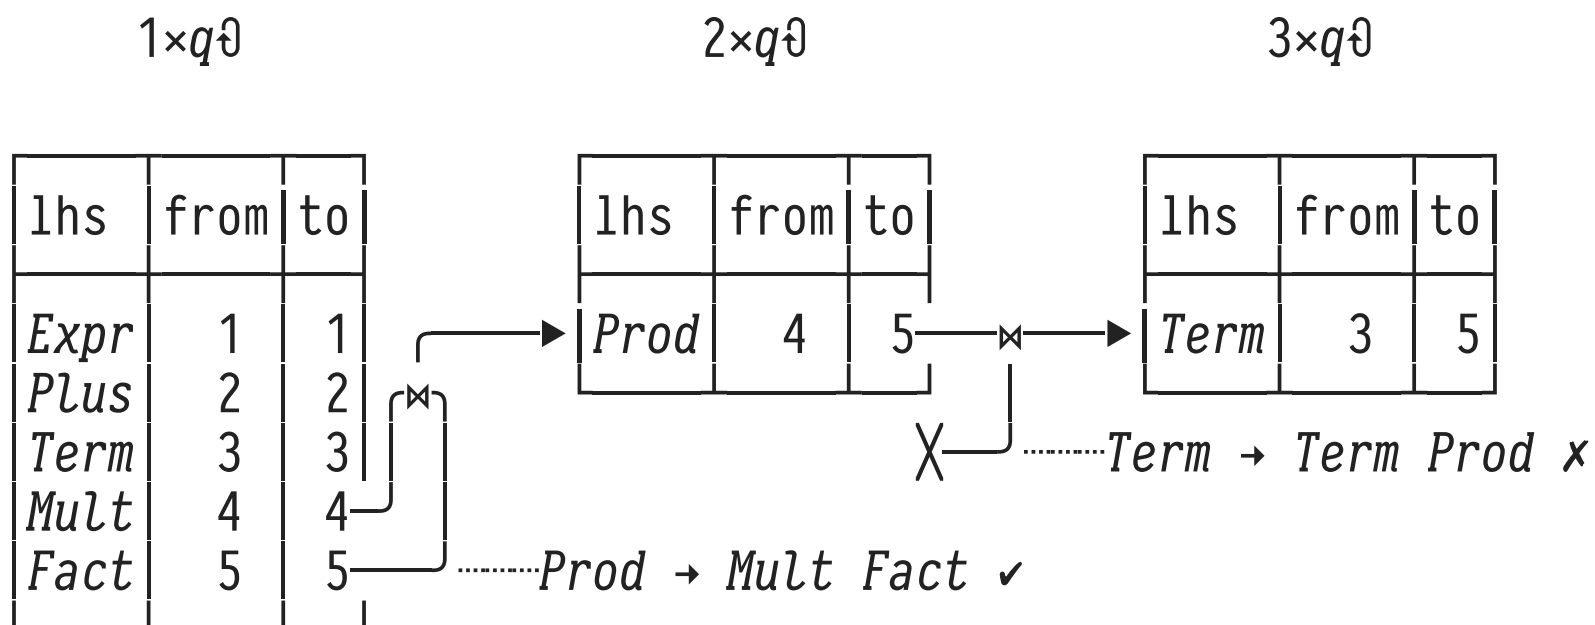 1×q↺ 2×q↺ 3×q↺
lhs from to lhs from to lhs from to
Expr 1 1 Prod 4 5 ⋈ Term 3 5
Plus 2 2 ⋈
Term 3 3 Term → Term Prod ✗
Mult 4 4
Fact 5 5 Prod → Mult Fact ✓